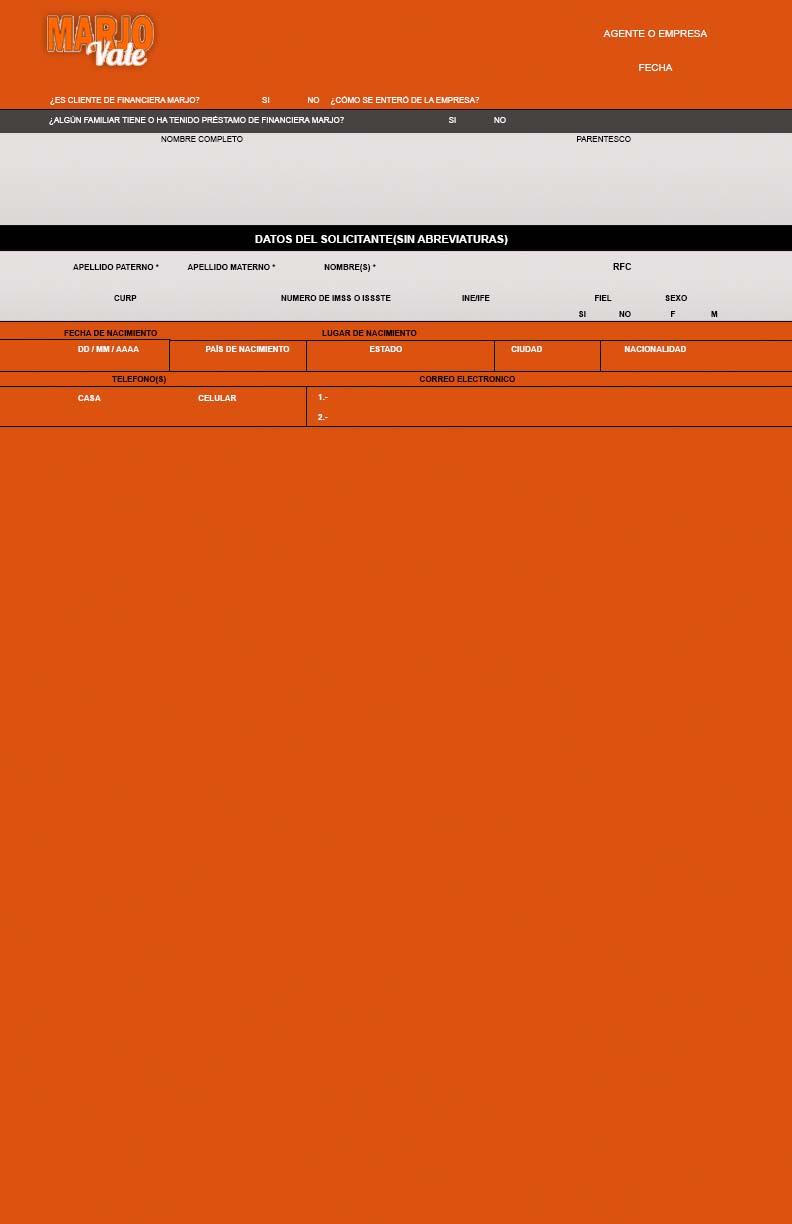 MARJO
Vale
AGENTE O EMPRESA
FECHA
¿ES CLIENTE DE FINANCIERA MARJO? SI NO ¿CÓMO SE ENTERÓ DE LA EMPRESA?
¿ALGÚN FAMILIAR TIENE O HA TENIDO PRÉSTAMO DE FINANCIERA MARJO? SI NO
NOMBRE COMPLETO PARENTESCO
DATOS DEL SOLICITANTE(SIN ABREVIATURAS)
APELLIDO PATERNO * APELLIDO MATERNO * NOMBRE(S) * RFC
CURP NUMERO DE IMSS O ISSSTE INE/IFE FIEL SEXO
SI NO F M
FECHA DE NACIMIENTO LUGAR DE NACIMIENTO
DD / MM / AAAA PAÍS DE NACIMIENTO ESTADO CIUDAD NACIONALIDAD
TELEFONO(S) CORREO ELECTRONICO
CASA CELULAR 1.-
2.-